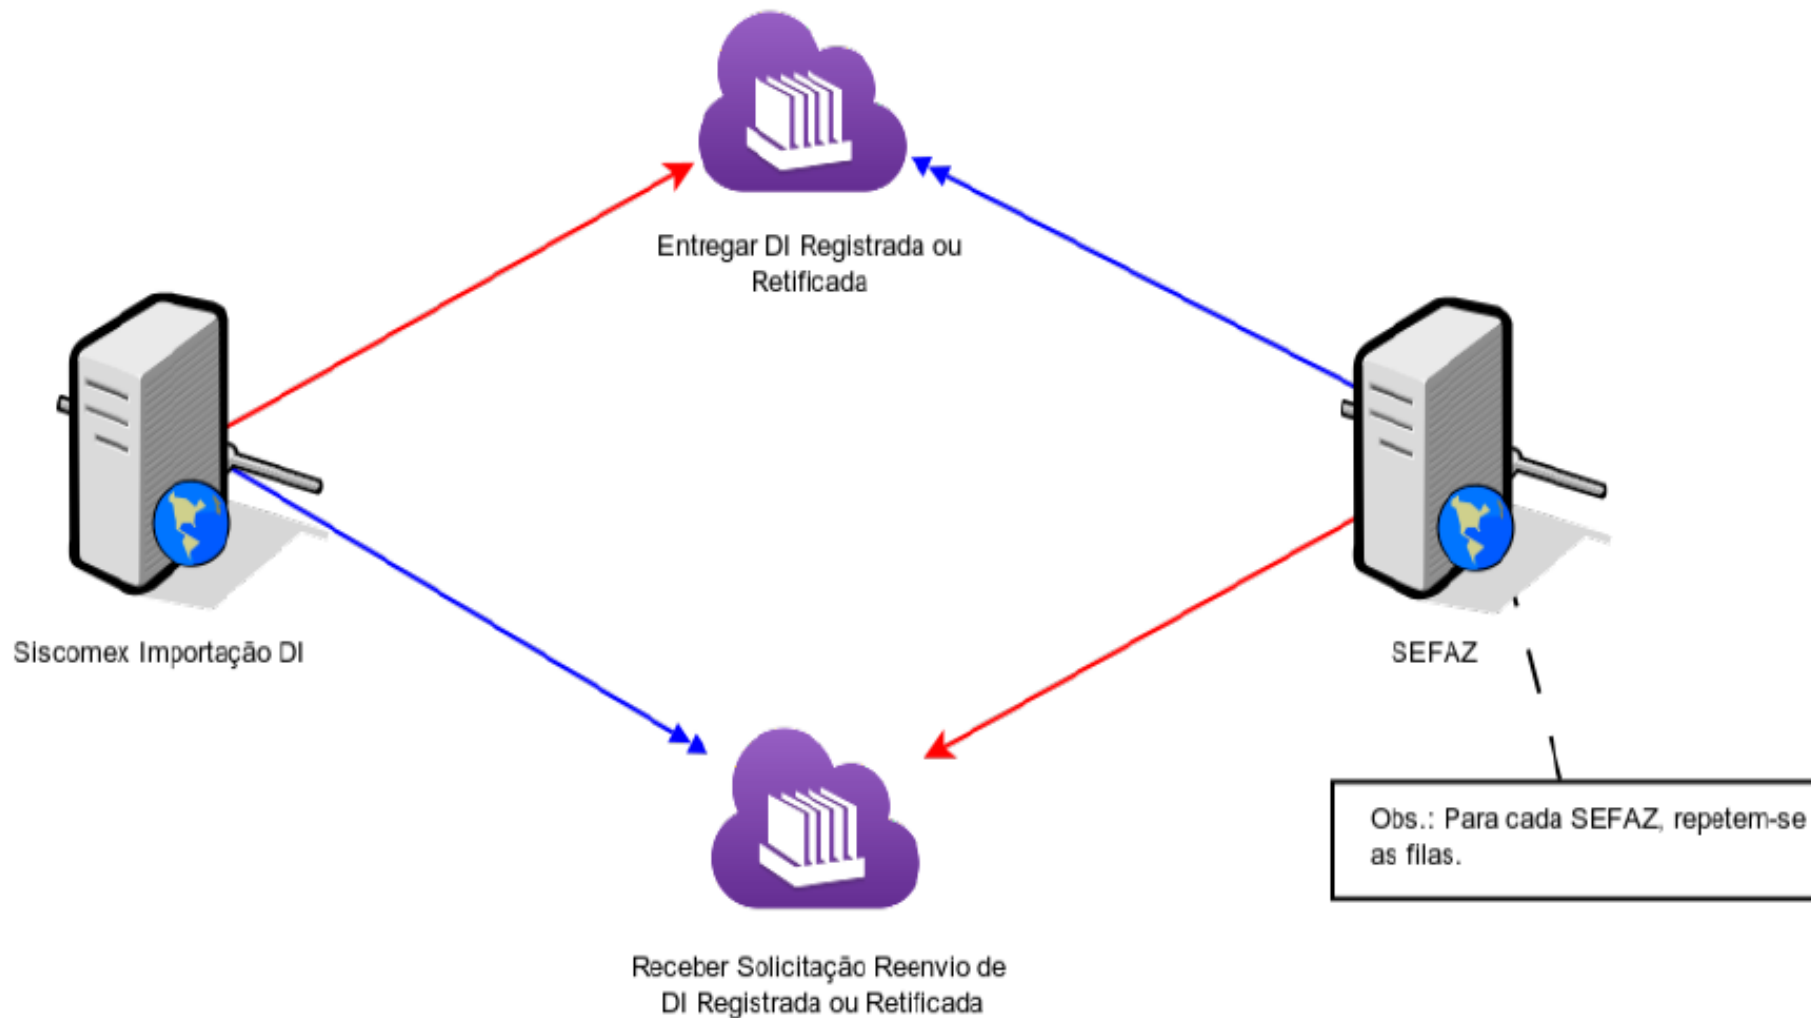 Entregar DI Registrada ou
Retificada
Siscomex Importação DI
SEFAZ
Obs.: Para cada SEFAZ, repetem-se
as filas.
Receber Solicitação Reenvio de
DI Registrada ou Retificada